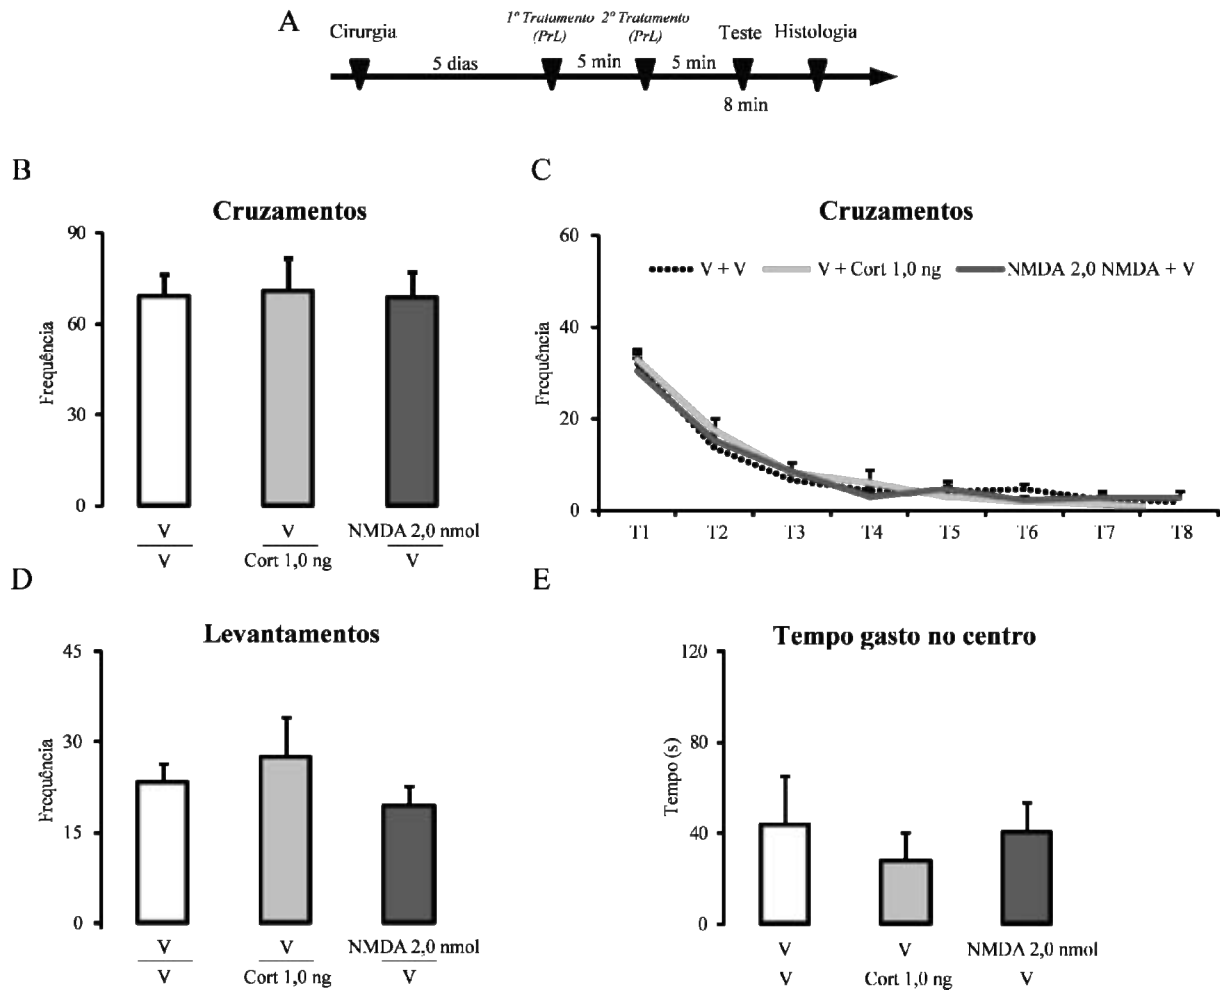 A
Cirurgia
1º Tratamento 2º Tratamento
(PrL) (PrL)
Teste Histologia
5 dias 5 min 5 min
8 min
B
Cruzamentos
Frequência
90
60
30
0
V V NMDA 2,0 nmol
V Cort 1,0 ng V
C
Cruzamentos
Frequência
60
40
20
0
V + V V + Cort 1,0 ng NMDA 2,0 NMDA + V
T1 T2 T3 T4 T5 T6 T7 T8
D
Levantamentos
Frequência
45
30
15
0
V V NMDA 2,0 nmol
V Cort 1,0 ng V
E
Tempo gasto no centro
Tempo (s)
120
80
40
0
V V NMDA 2,0 nmol
V Cort 1,0 ng V